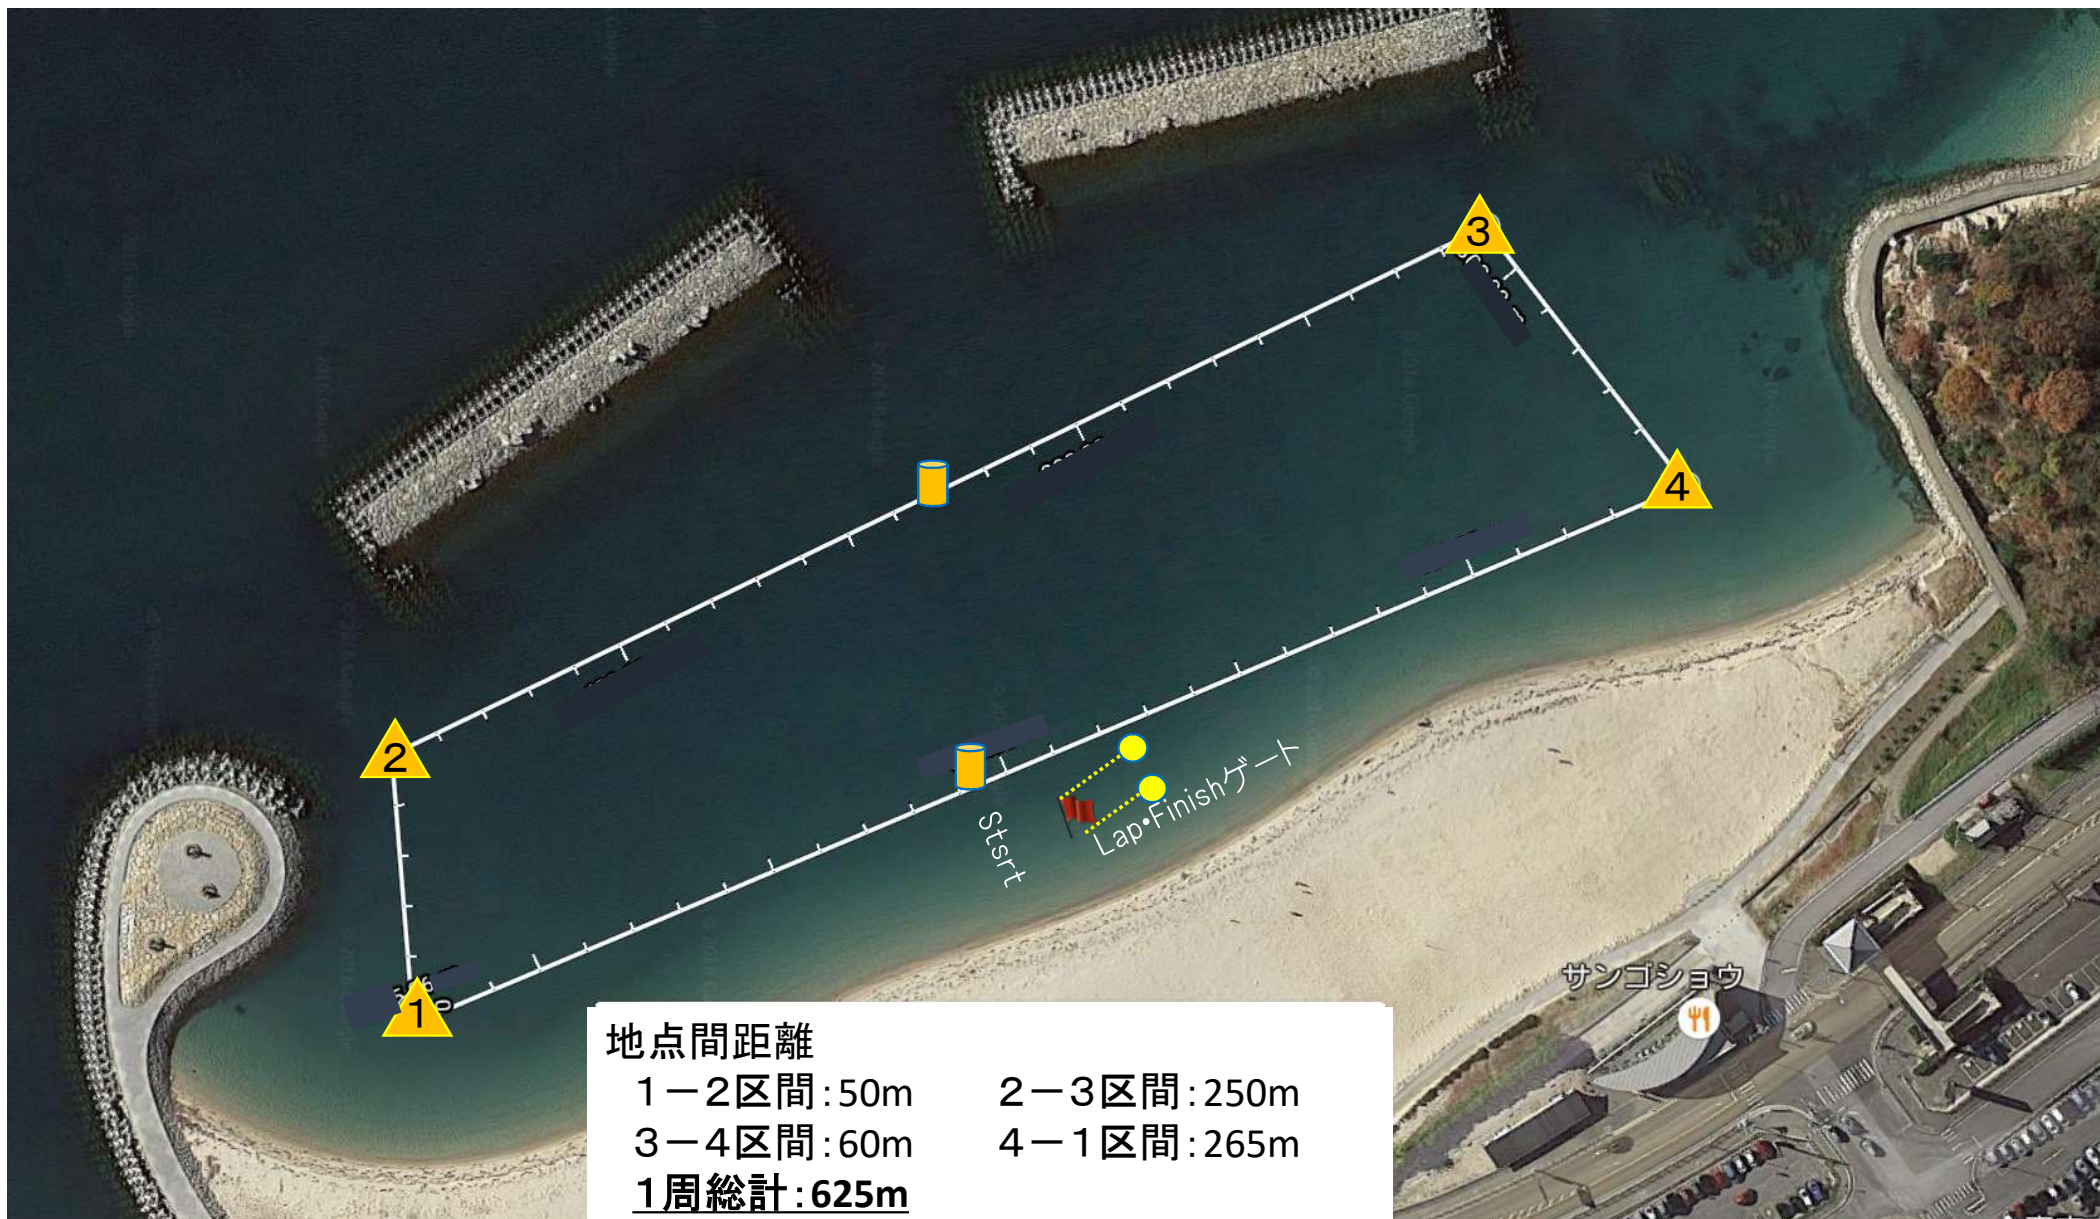 3
4
2
Stsrt
Lap•Finishゲート
1
サンゴショウ
地点間距離
１－２区間：50m　２－３区間：250m
３－４区間：60m　４－１区間：265m
１周総計：625m